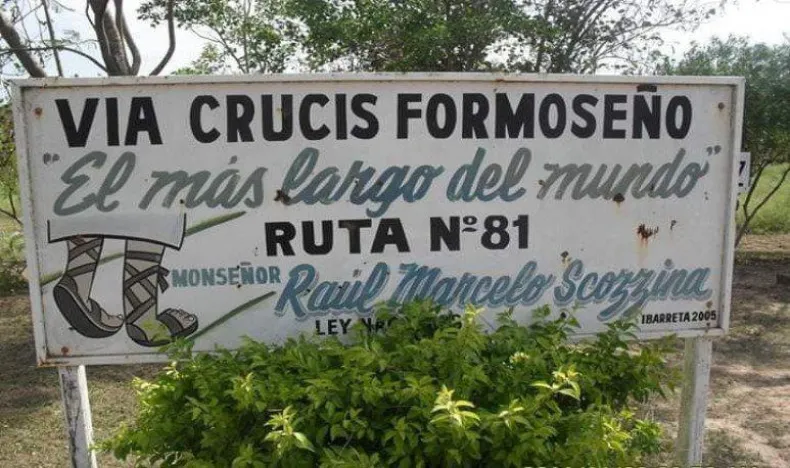 VIA CRUCIS FORMOSEÑO
"El más largo del mundo"
RUTA Nº 81
MONSEÑOR Raúl Marcelo Scozzina
LEY
IBARRETA 2005